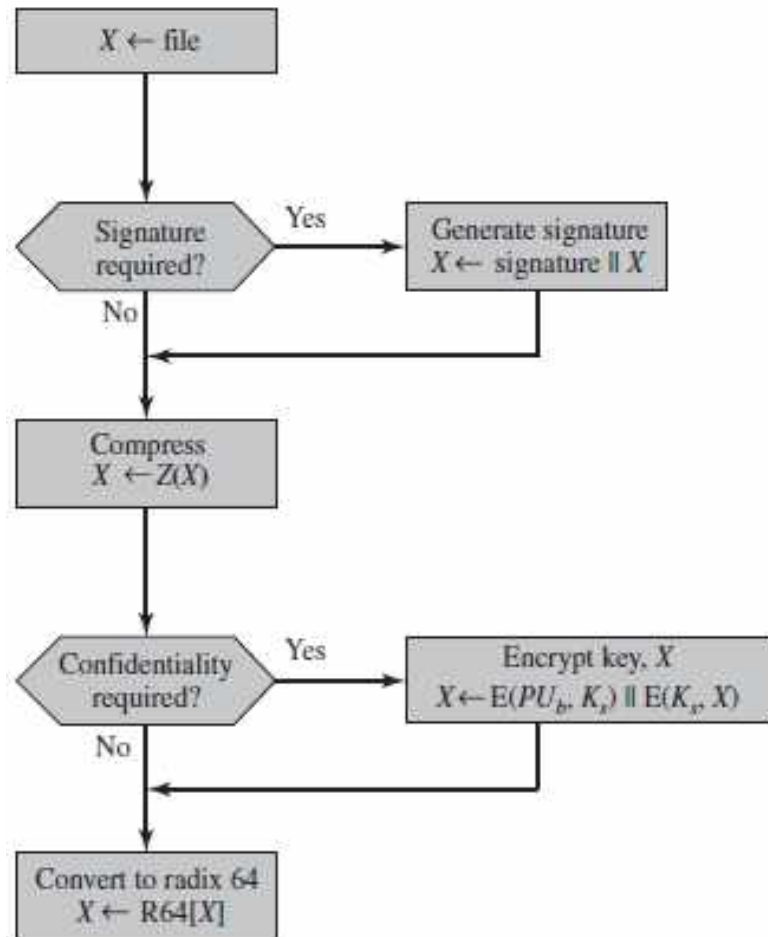 X ← file
Signature
required?
Yes
Generate signature
X ← signature || X
No
Compress
X ← Z(X)
Confidentiality
required?
Yes
Encrypt key, X
X ← E(PU_b, K_s) || E(K_s, X)
No
Convert to radix 64
X ← R64[X]